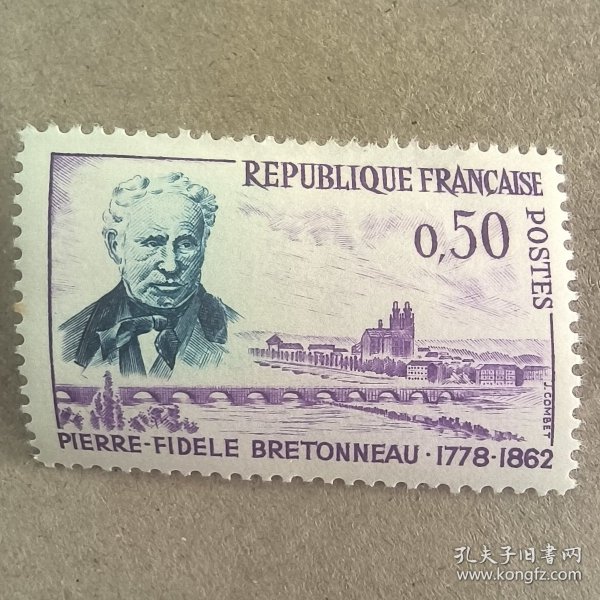 REPUBLIQUE FRANÇAISE
0,50
POSTES
J.COMBET
PIERRE-FIDELE BRETONNEAU · 1778-1862
孔夫子旧书网
www.kongfz.com